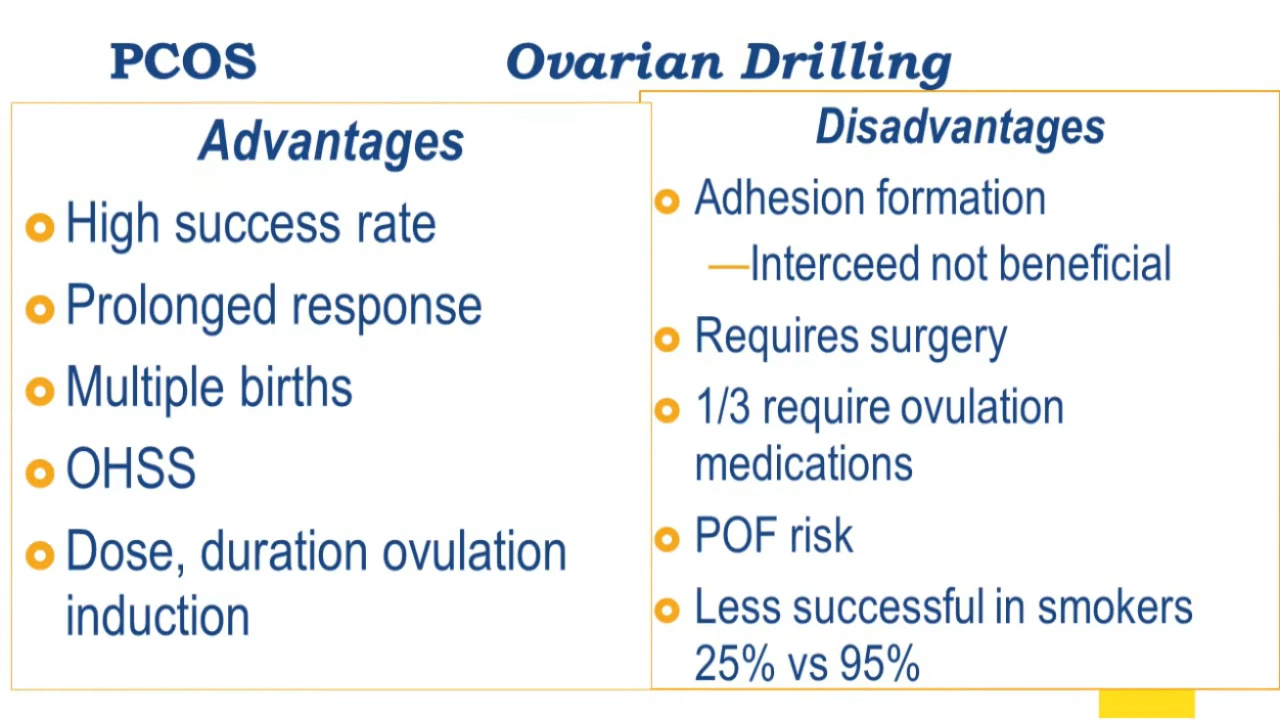 PCOS Ovarian Drilling
Advantages
High success rate
Prolonged response
Multiple births
OHSS
Dose, duration ovulation
induction
Disadvantages
Adhesion formation
—Interceed not beneficial
Requires surgery
1/3 require ovulation
medications
POF risk
Less successful in smokers
25% vs 95%